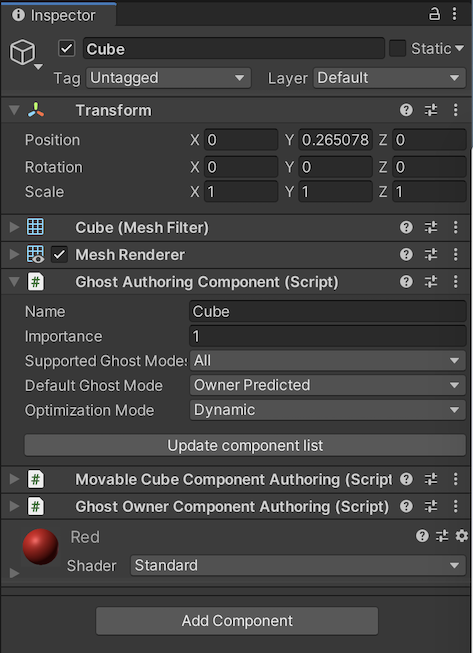 Inspector
Cube Static
Tag Untagged Layer Default
Transform
Position X 0 Y 0.265078 Z 0
Rotation X 0 Y 0 Z 0
Scale X 1 Y 1 Z 1
Cube (Mesh Filter)
Mesh Renderer
Ghost Authoring Component (Script)
Name Cube
Importance 1
Supported Ghost Modes All
Default Ghost Mode Owner Predicted
Optimization Mode Dynamic
Update component list
Movable Cube Component Authoring (Script
Ghost Owner Component Authoring (Script)
Red
Shader Standard
Add Component